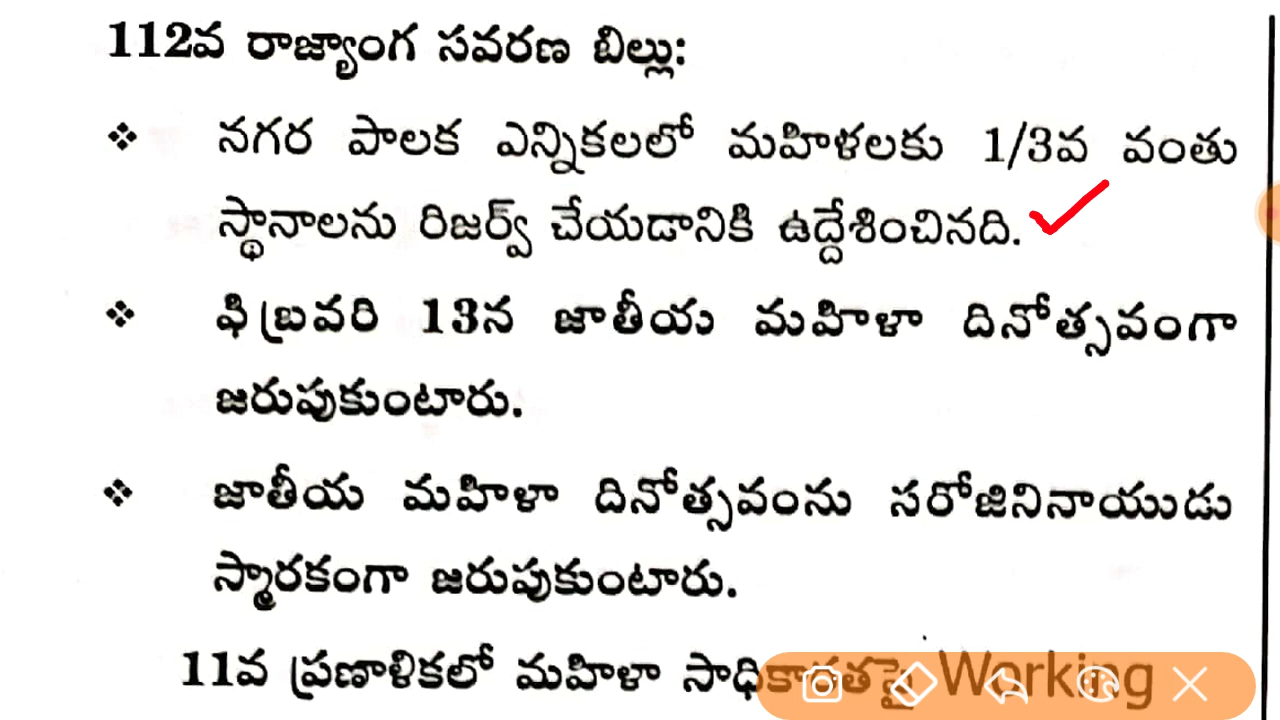 112వ రాజ్యాంగ సవరణ బిల్లు:
❖ నగర పాలక ఎన్నికలలో మహిళలకు 1/3వ వంతు
స్థానాలను రిజర్వ్ చేయడానికి ఉద్దేశించినది.
❖ ఫిబ్రవరి 13న జాతీయ మహిళా దినోత్సవంగా
జరుపుకుంటారు.
❖ జాతీయ మహిళా దినోత్సవంను సరోజినినాయుడు
స్మారకంగా జరుపుకుంటారు.
11వ ప్రణాళికలో మహిళా సాధికారతపై Working